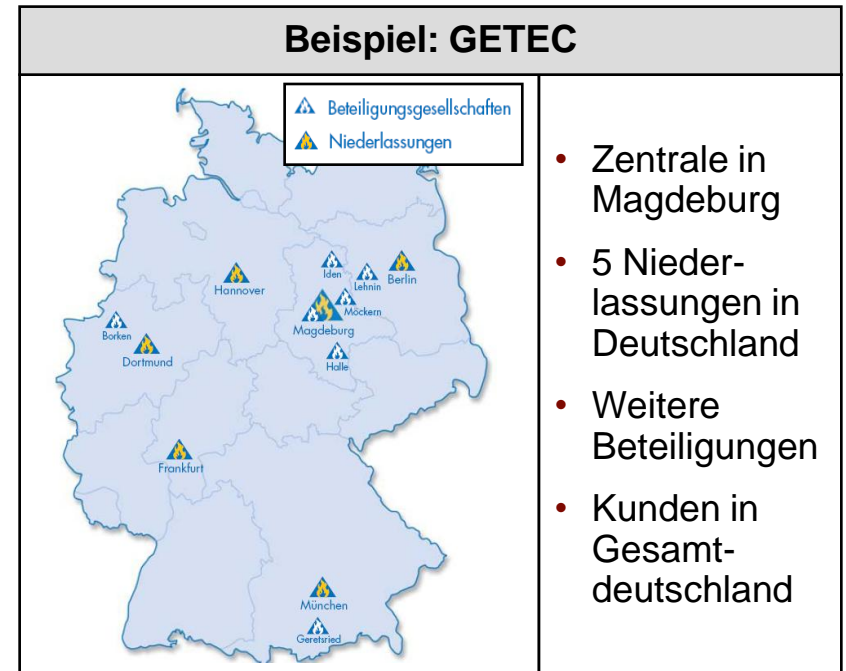 Beispiel: GETEC
Beteiligungsgesellschaften
Niederlassungen
Iden
Lehnin
Berlin
Hannover
Möckern
Magdeburg
Borken
Dortmund
Halle
Frankfurt
München
Geretsried
• Zentrale in
Magdeburg
• 5 Nieder-
lassungen in
Deutschland
• Weitere
Beteiligungen
• Kunden in
Gesamt-
deutschland